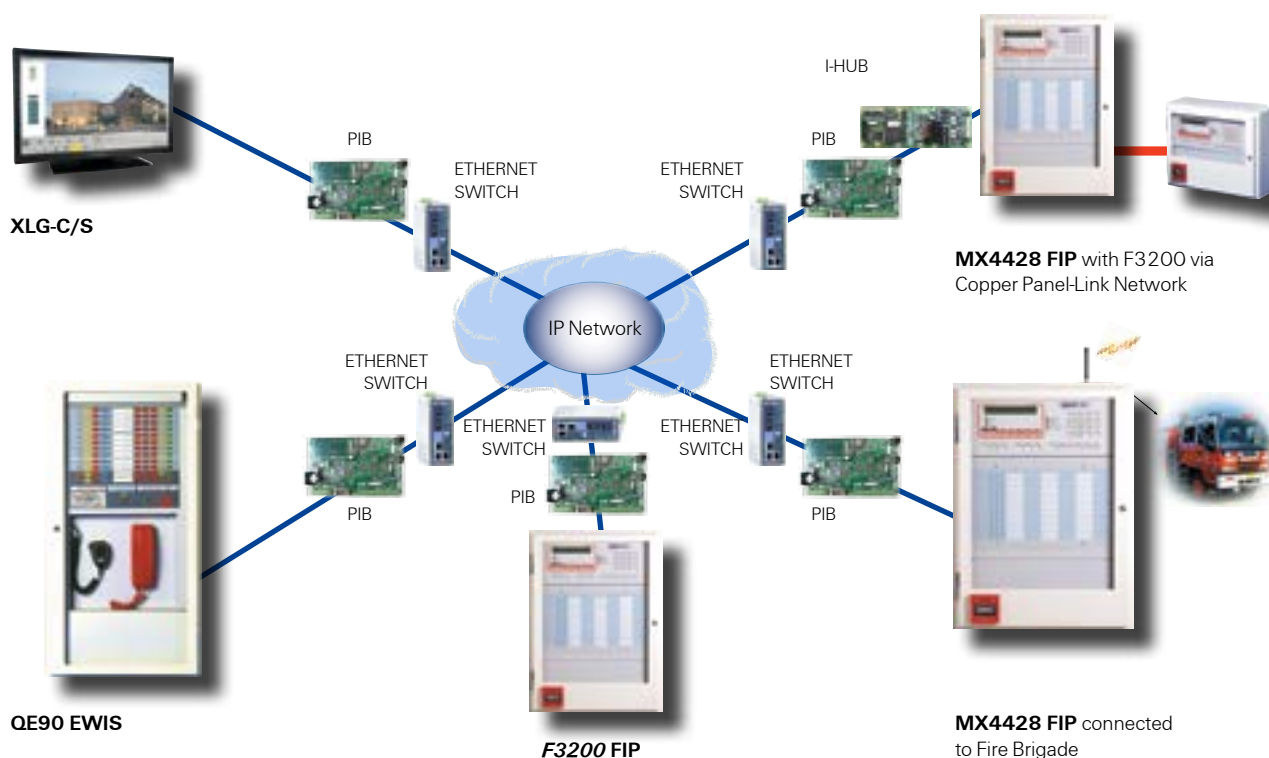 I-HUB
PIB
ETHERNET
SWITCH
ETHERNET
SWITCH
PIB
XLG-C/S
MX4428 FIP with F3200 via
Copper Panel-Link Network
IP Network
ETHERNET
SWITCH
ETHERNET
SWITCH
ETHERNET
SWITCH
ETHERNET
SWITCH
PIB
PIB
PIB
QE90 EWIS
F3200 FIP
MX4428 FIP connected
to Fire Brigade